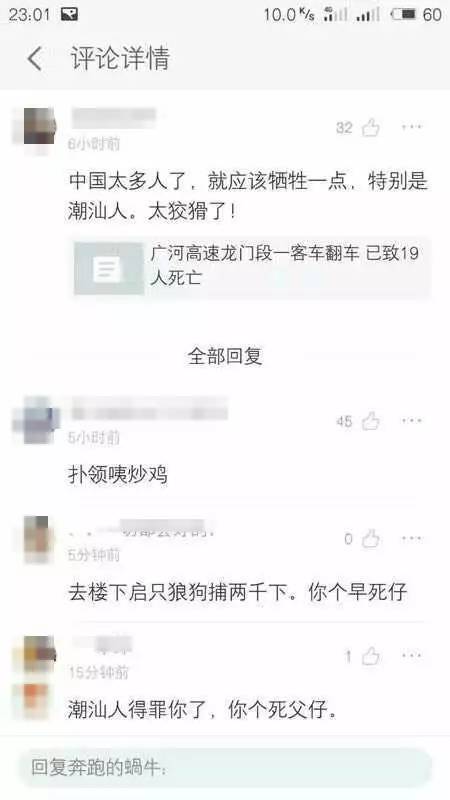 23:01 10.0 K/s 4G 60
评论详情
32
6小时前
中国太多人了，就应该牺牲一点，特别是
潮汕人。太狡猾了！
广河高速龙门段一客车翻车 已致19
人死亡
全部回复
45
5小时前
扑领咦炒鸡
0
5分钟前
去楼下启只狼狗捕两千下。你个早死仔
1
15分钟前
潮汕人得罪你了，你个死父仔。
回复奔跑的蝸牛: